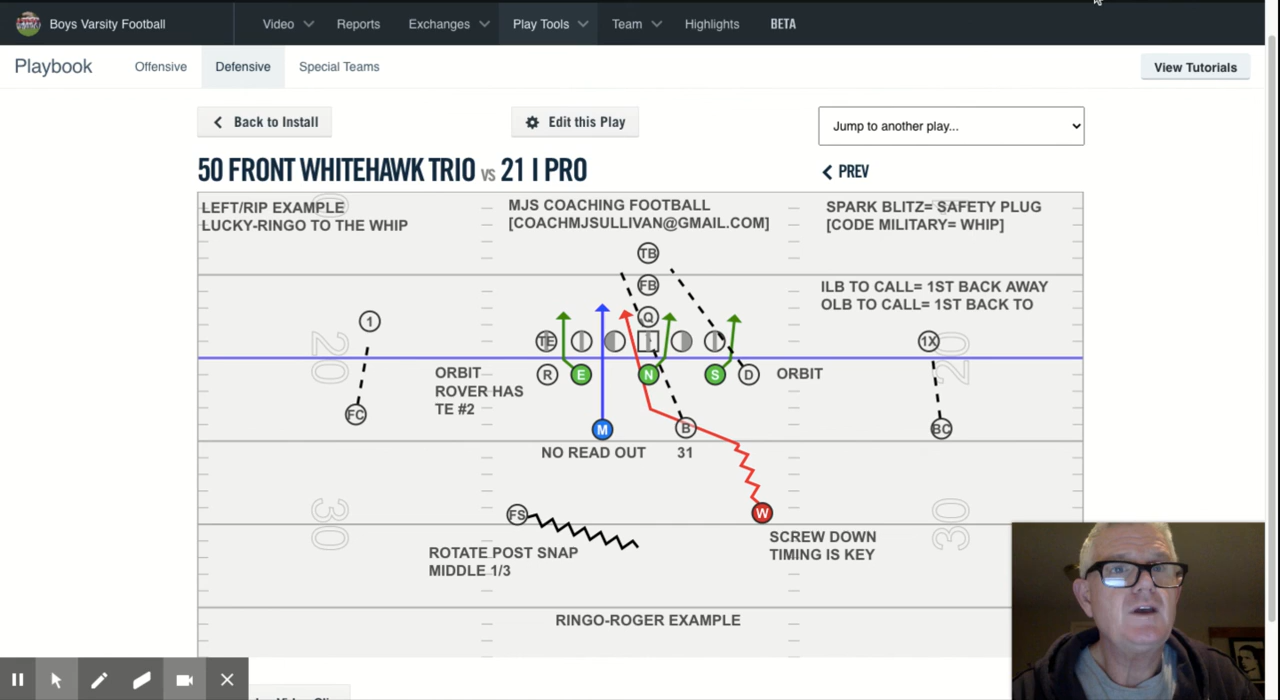 Boys Varsity Football
Video
Reports
Exchanges
Play Tools
Team
Highlights
BETA
Playbook
Offensive
Defensive
Special Teams
View Tutorials
Back to Install
Edit this Play
Jump to another play...
50 FRONT WHITEHAWK TRIO vs 21 I PRO
PREV
LEFT/RIP EXAMPLE
LUCKY-RINGO TO THE WHIP
MJS COACHING FOOTBALL
[COACHMJSULLIVAN@GMAIL.COM]
SPARK BLITZ= SAFETY PLUG
[CODE MILITARY= WHIP]
TB
FB
ILB TO CALL= 1ST BACK AWAY
OLB TO CALL= 1ST BACK TO
1
Q
TE
1X
20
20
R
E
N
S
D
ORBIT
ORBIT
ROVER HAS
TE #2
FC
M
B
BC
NO READ OUT
31
FS
W
30
30
SCREW DOWN
TIMING IS KEY
ROTATE POST SNAP
MIDDLE 1/3
RINGO-ROGER EXAMPLE